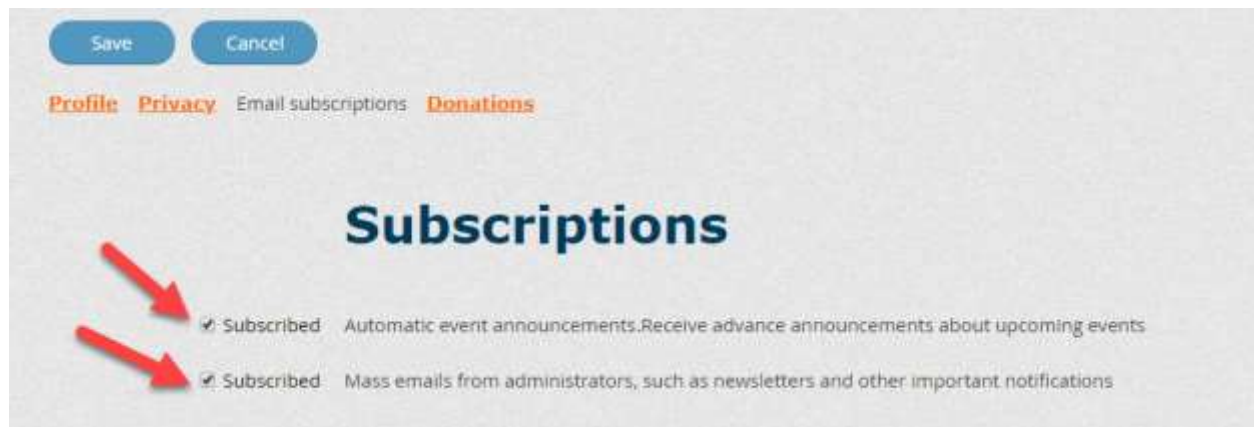 Save Cancel
Profile Privacy Email subscriptions Donations
Subscriptions
Subscribed Automatic event announcements.Receive advance announcements about upcoming events
Subscribed Mass emails from administrators, such as newsletters and other important notifications